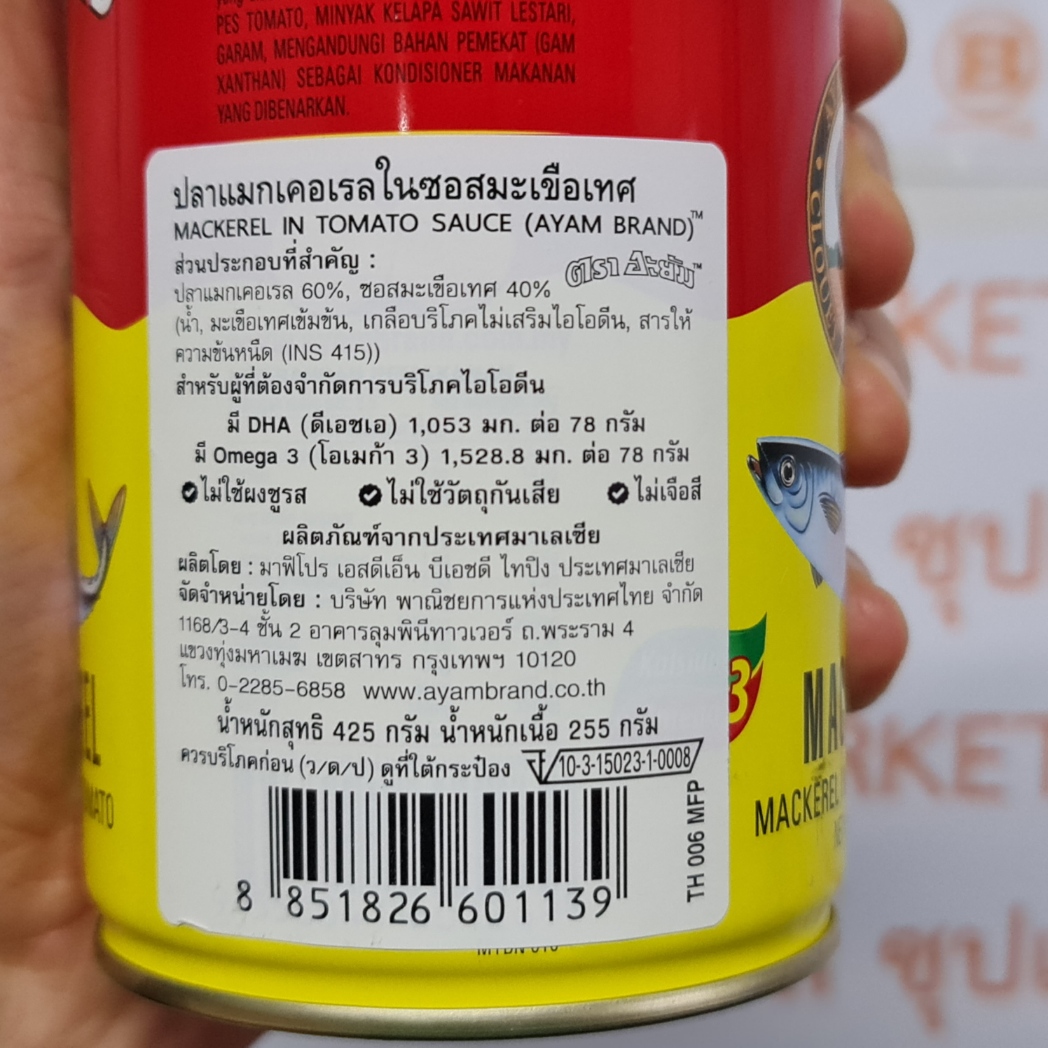 PES TOMATO, MINYAK KELAPA SAWIT LESTARI,
GARAM, MENGANDUNGI BAHAN PEMEKAT (GAM
XANTHAN) SEBAGAI KONDISIONER MAKANAN
YANG DIBENARKAN.
ปลาแมกเคอเรลในซอสมะเขือเทศ
MACKEREL IN TOMATO SAUCE (AYAM BRAND)™
ส่วนประกอบที่สำคัญ :
ตรา อะยัม™
ปลาแมกเคอเรล 60%, ซอสมะเขือเทศ 40%
(น้ำ, มะเขือเทศเข้มข้น, เกลือบริโภคไม่เสริมไอโอดีน, สารให้
ความข้นหนืด (INS 415))
สำหรับผู้ที่ต้องจำกัดการบริโภคไอโอดีน
มี DHA (ดีเอชเอ) 1,053 มก. ต่อ 78 กรัม
มี Omega 3 (โอเมก้า 3) 1,528.8 มก. ต่อ 78 กรัม
ไม่ใช้ผงชูรส ไม่ใช้วัตถุกันเสีย ไม่เจือสี
ผลิตภัณฑ์จากประเทศมาเลเซีย
ผลิตโดย : มาฟิโปร เอสดีเอ็น บีเอชดี ไทปิง ประเทศมาเลเซีย
จัดจำหน่ายโดย : บริษัท พาณิชยการแห่งประเทศไทย จำกัด
1168/3-4 ชั้น 2 อาคารลุมพินีทาวเวอร์ ถ.พระราม 4
แขวงทุ่งมหาเมฆ เขตสาทร กรุงเทพฯ 10120
โทร. 0-2285-6858 www.ayambrand.co.th
น้ำหนักสุทธิ 425 กรัม น้ำหนักเนื้อ 255 กรัม
ควรบริโภคก่อน (ว/ด/ป) ดูที่ใต้กระป๋อง 10-3-15023-1-0008
TH 006 MFP
8 851826 601139
3
MAC
MACKEREL
EL
MATO
CLOU
KET
ซุป
RKET
ซุปเ